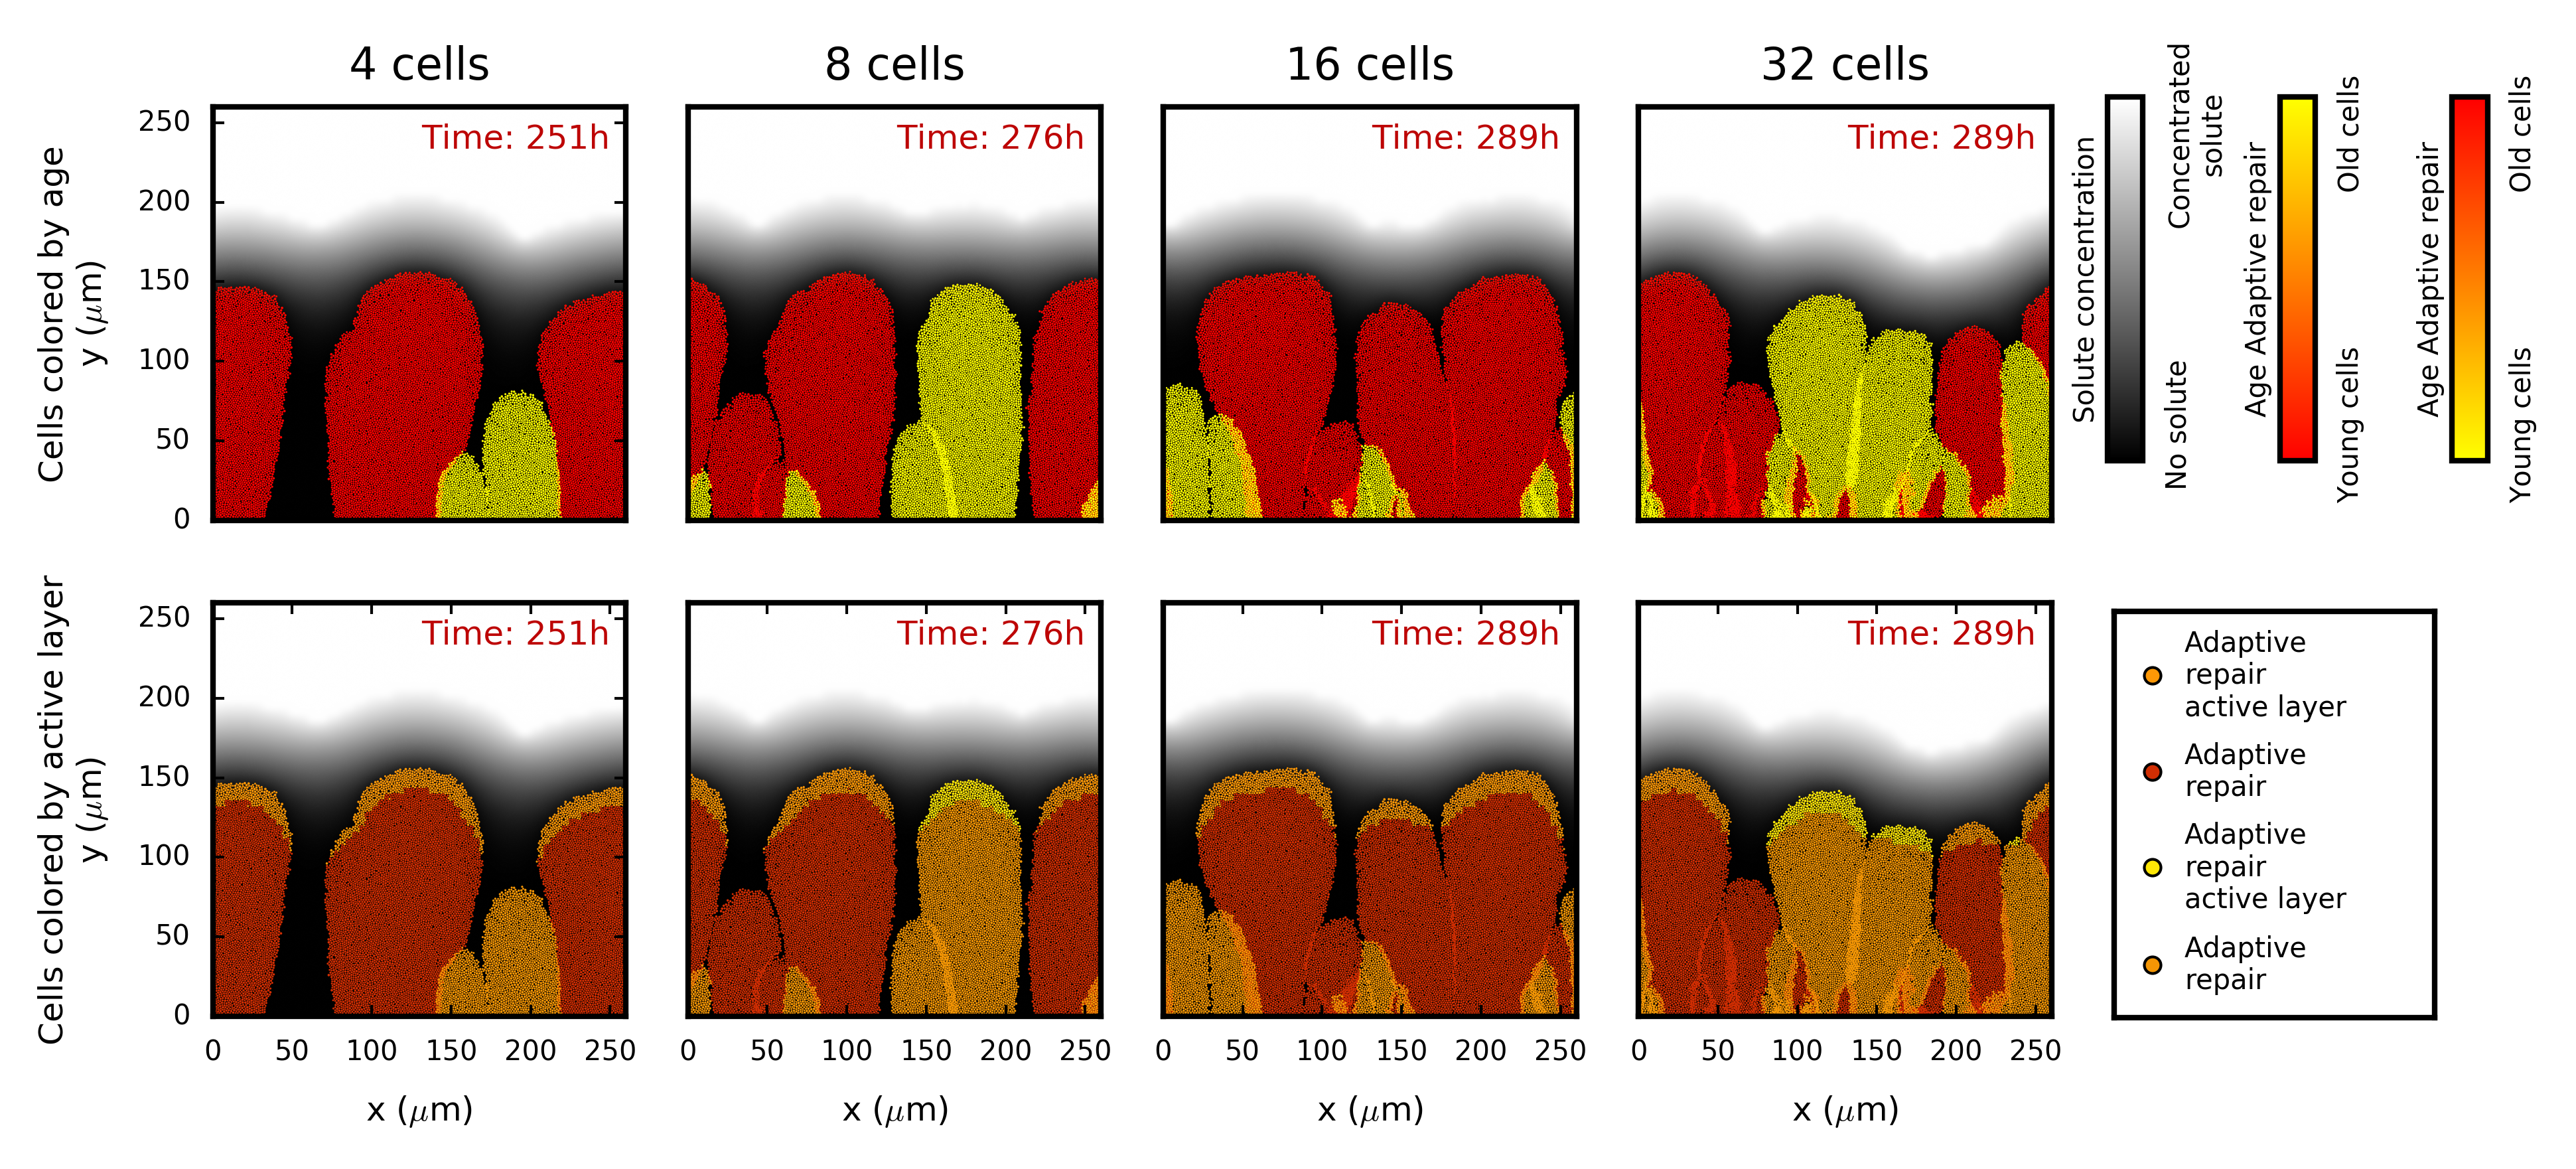 4 cells
8 cells
16 cells
32 cells
Cells colored by age
y (μm)
250
200
150
100
50
0
Time: 251h
Time: 276h
Time: 289h
Time: 289h
Solute concentration
No solute
Concentrated
solute
Age Adaptive repair
Young cells
Old cells
Age Adaptive repair
Young cells
Old cells
Cells colored by active layer
y (μm)
250
200
150
100
50
0
Time: 251h
Time: 276h
Time: 289h
Time: 289h
0 50 100 150 200 250
0 50 100 150 200 250
0 50 100 150 200 250
0 50 100 150 200 250
x (μm)
x (μm)
x (μm)
x (μm)
Adaptive
repair
active layer
Adaptive
repair
Adaptive
repair
active layer
Adaptive
repair